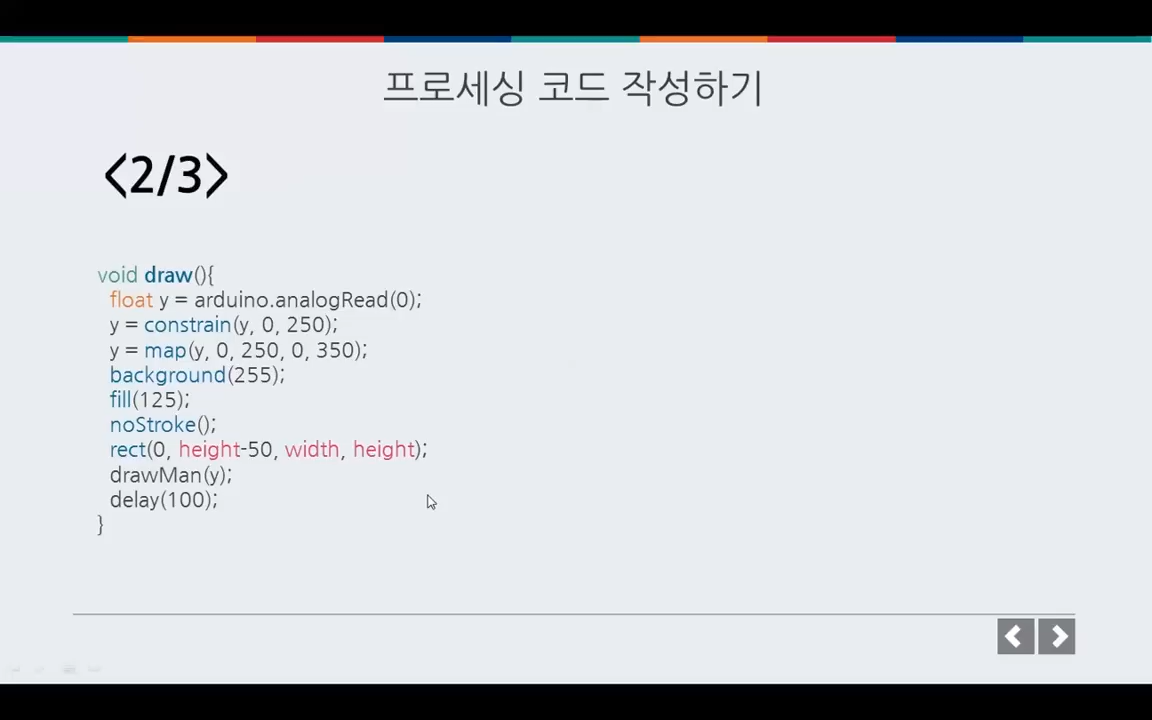 프로세싱 코드 작성하기
<2/3>
void draw(){
float y = arduino.analogRead(0);
y = constrain(y, 0, 250);
y = map(y, 0, 250, 0, 350);
background(255);
fill(125);
noStroke();
rect(0, height-50, width, height);
drawMan(y);
delay(100);
}